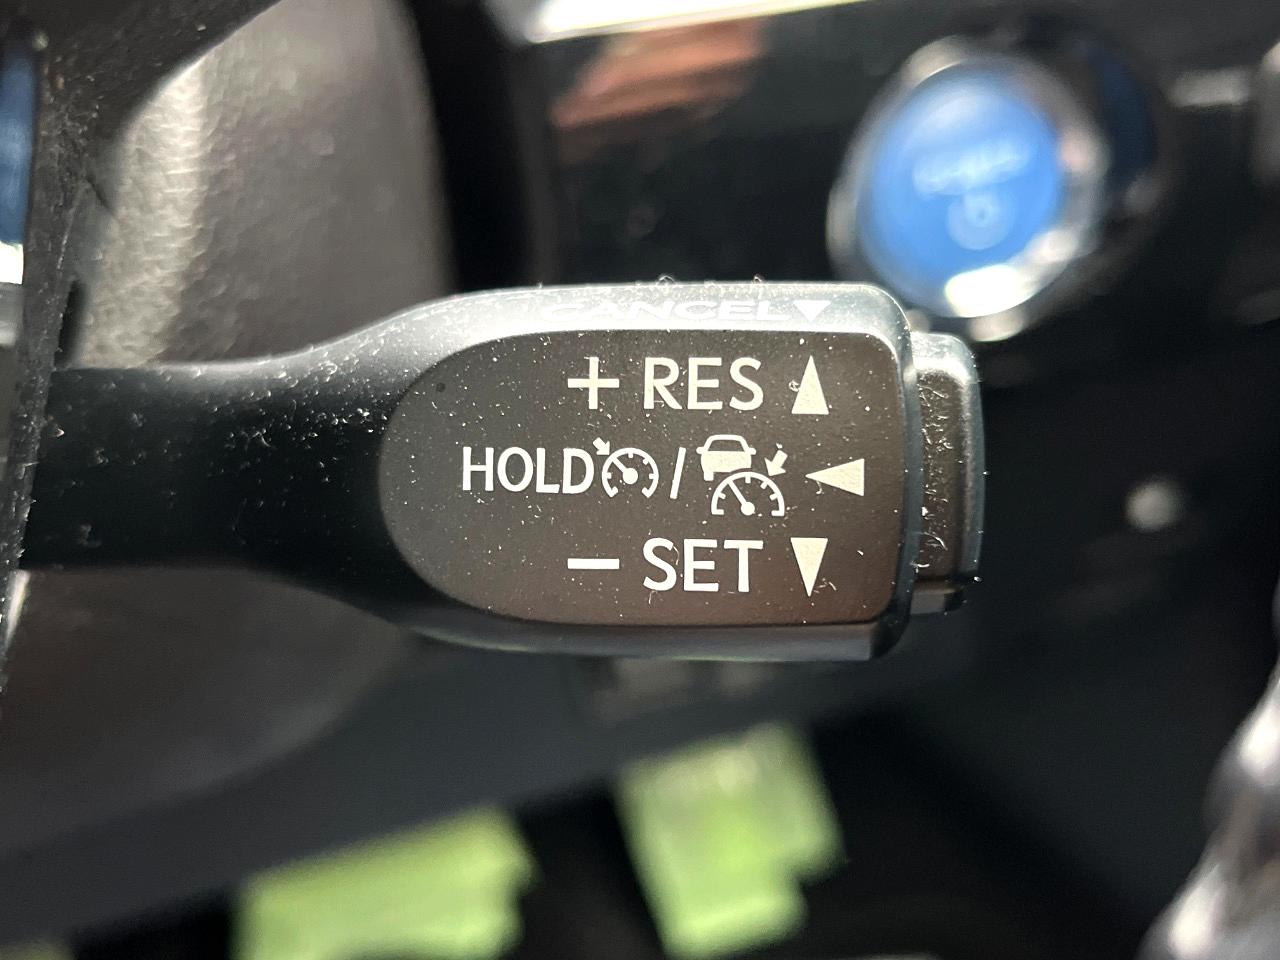 CANCEL▼
+ RES ▲
HOLD / ◀
− SET ▼